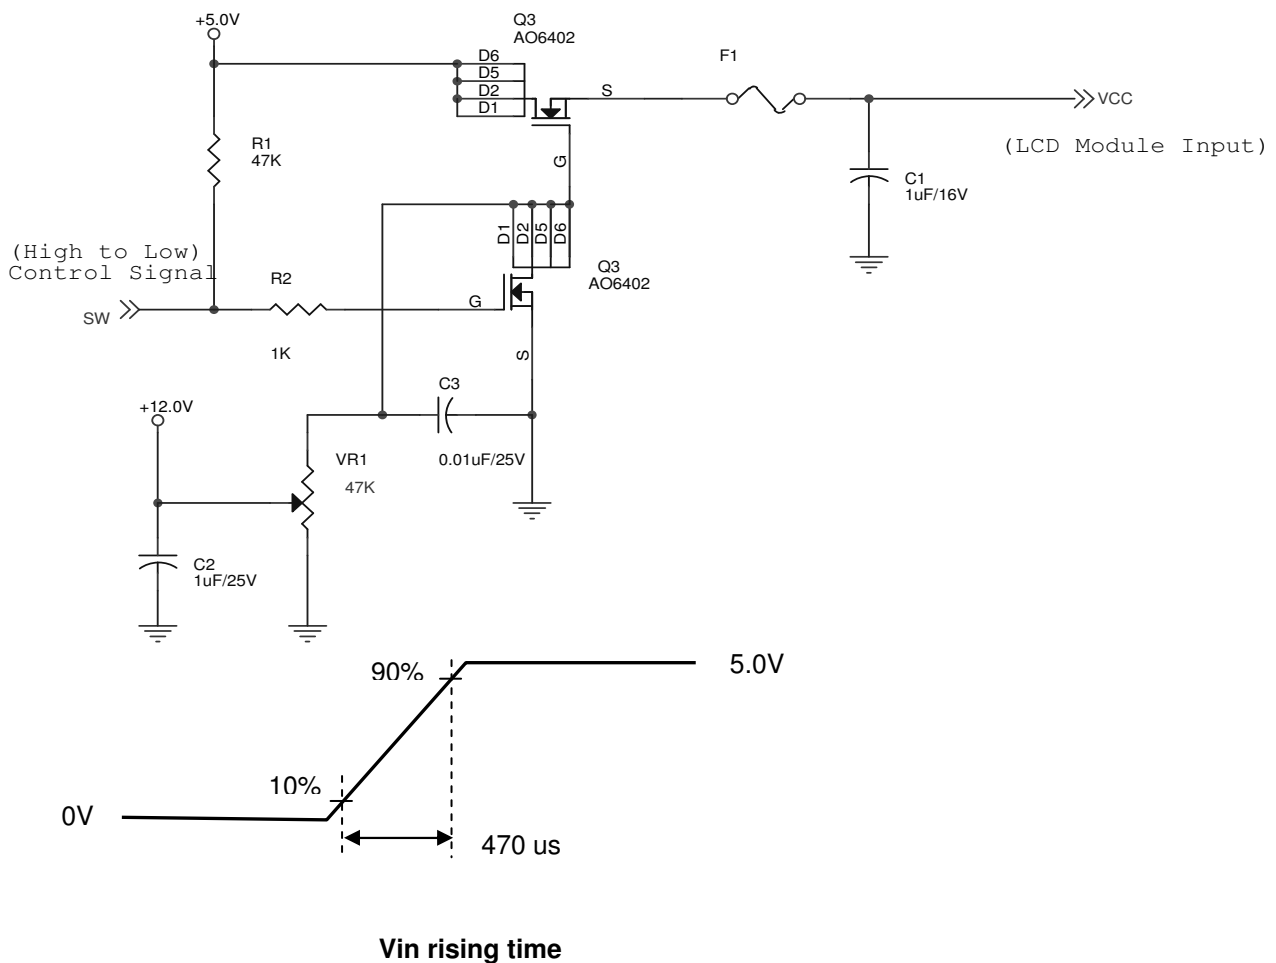 +5.0V
Q3
AO6402
D6
D5
D2
D1
S
F1
VCC
(LCD Module Input)
R1
47K
G
C1
1uF/16V
D1
D2
D5
D6
(High to Low)
Control Signal
SW
R2
1K
G
Q3
AO6402
S
C3
0.01uF/25V
+12.0V
VR1
47K
C2
1uF/25V
90%
5.0V
10%
0V
470 us
Vin rising time